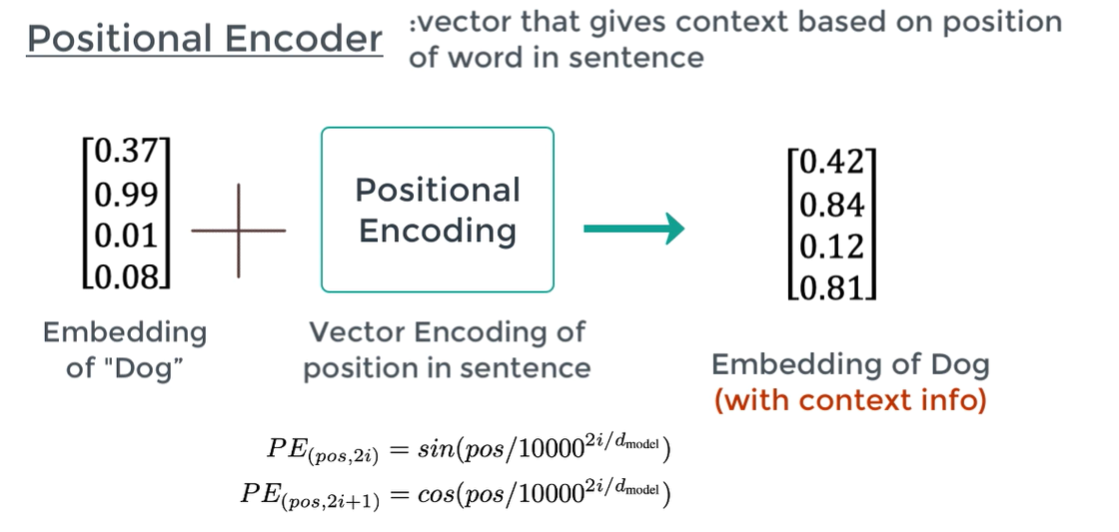 Positional Encoder
:vector that gives context based on position
of word in sentence
[0.37]
0.99
0.01
[0.08]
+
Positional
Encoding
[0.42]
0.84
0.12
[0.81]
Embedding
of "Dog”
Vector Encoding of
position in sentence
Embedding of Dog
(with context info)
PE(pos,2i) = sin(pos/10000^2i/dmodel)
PE(pos,2i+1) = cos(pos/10000^2i/dmodel)